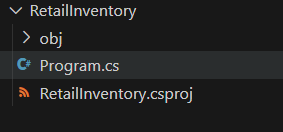 RetailInventory
obj
C# Program.cs
RetailInventory.csproj